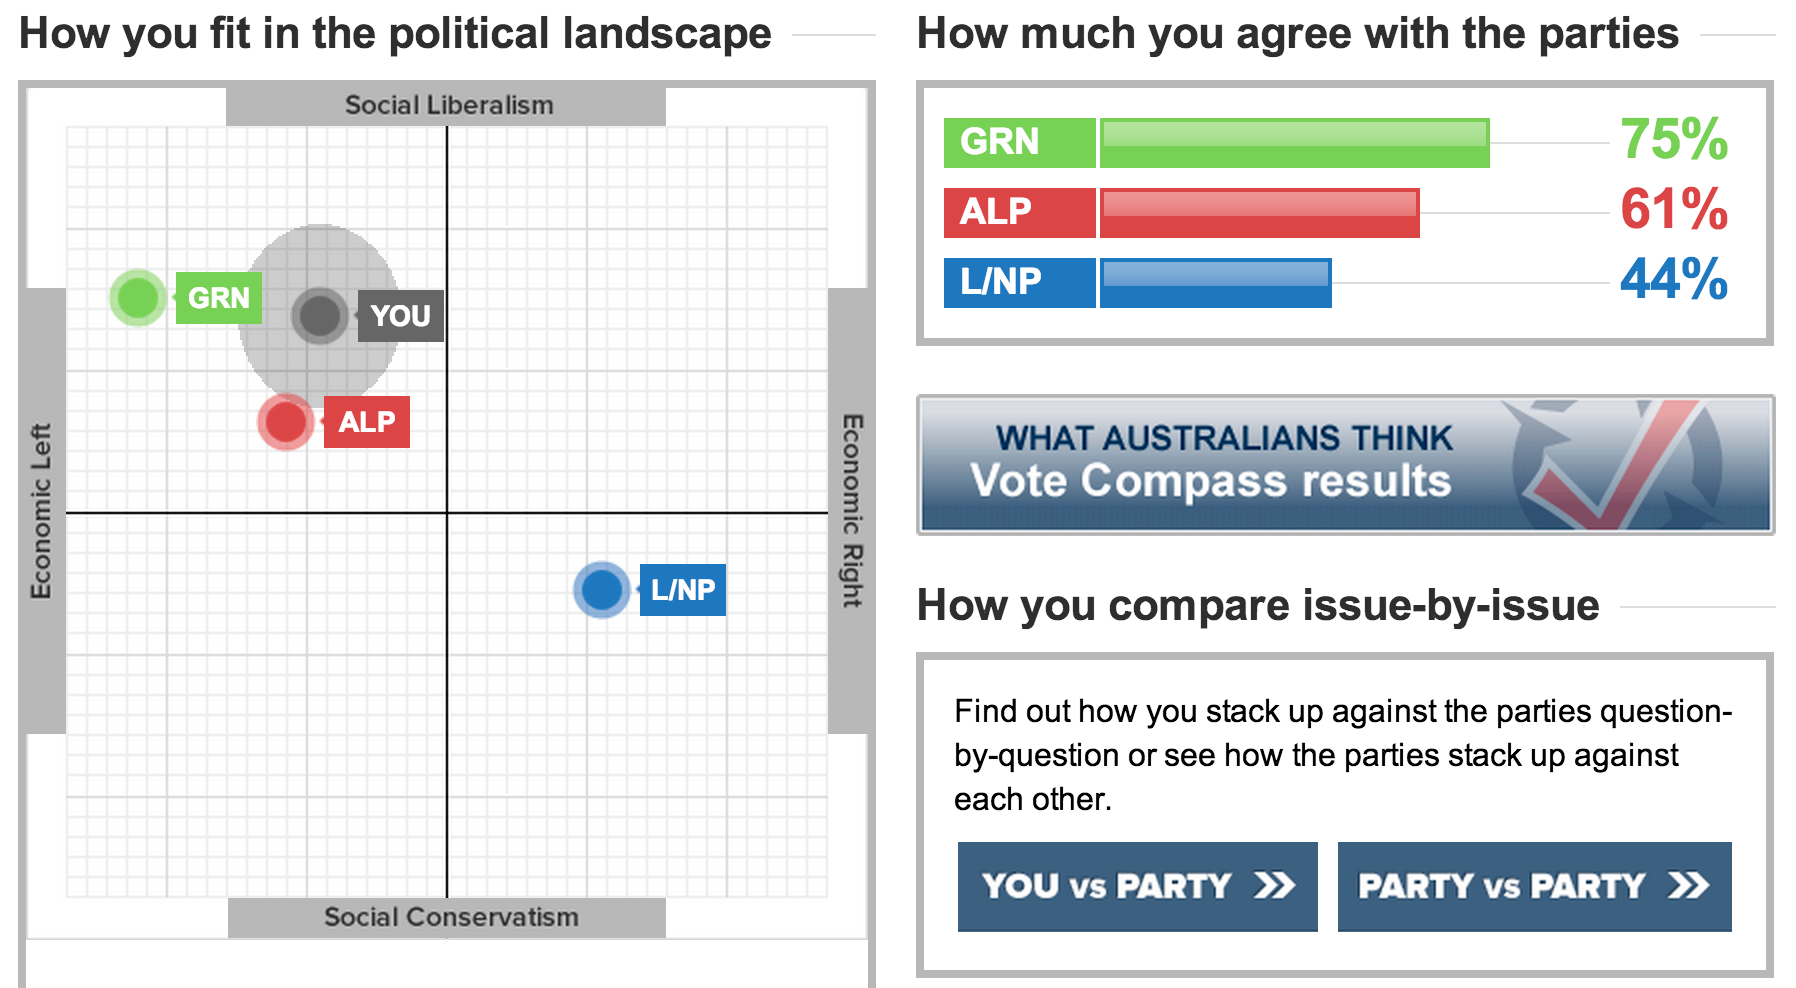 How you fit in the political landscape
Social Liberalism
GRN
YOU
ALP
Economic Left
Economic Right
L/NP
Social Conservatism
How much you agree with the parties
GRN 75%
ALP 61%
L/NP 44%
WHAT AUSTRALIANS THINK
Vote Compass results
How you compare issue-by-issue
Find out how you stack up against the parties question-
by-question or see how the parties stack up against
each other.
YOU vs PARTY
PARTY vs PARTY